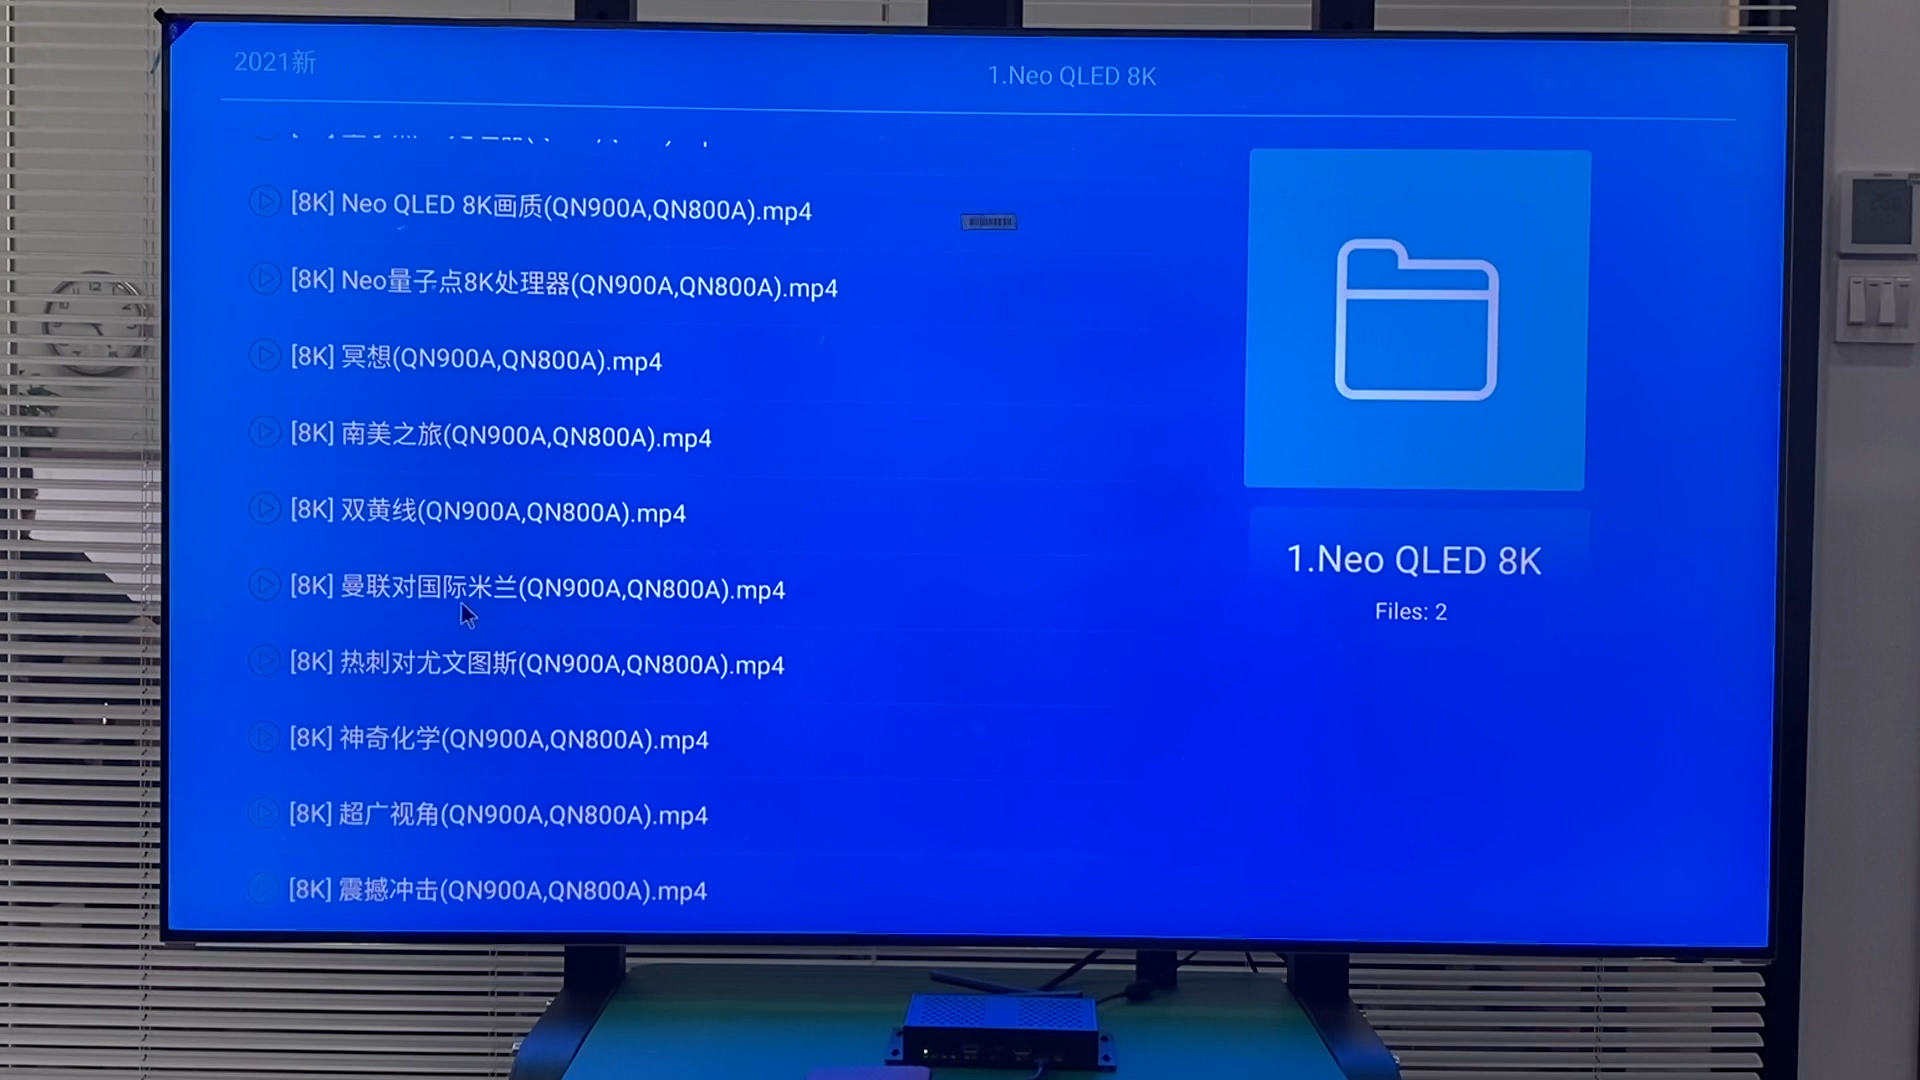 2021新
1.Neo QLED 8K
[8K] Neo QLED 8K画质(QN900A,QN800A).mp4
[8K] Neo量子点8K处理器(QN900A,QN800A).mp4
[8K] 冥想(QN900A,QN800A).mp4
[8K] 南美之旅(QN900A,QN800A).mp4
[8K] 双黄线(QN900A,QN800A).mp4
[8K] 曼联对国际米兰(QN900A,QN800A).mp4
[8K] 热刺对尤文图斯(QN900A,QN800A).mp4
[8K] 神奇化学(QN900A,QN800A).mp4
[8K] 超广视角(QN900A,QN800A).mp4
[8K] 震撼冲击(QN900A,QN800A).mp4
1.Neo QLED 8K
Files: 2